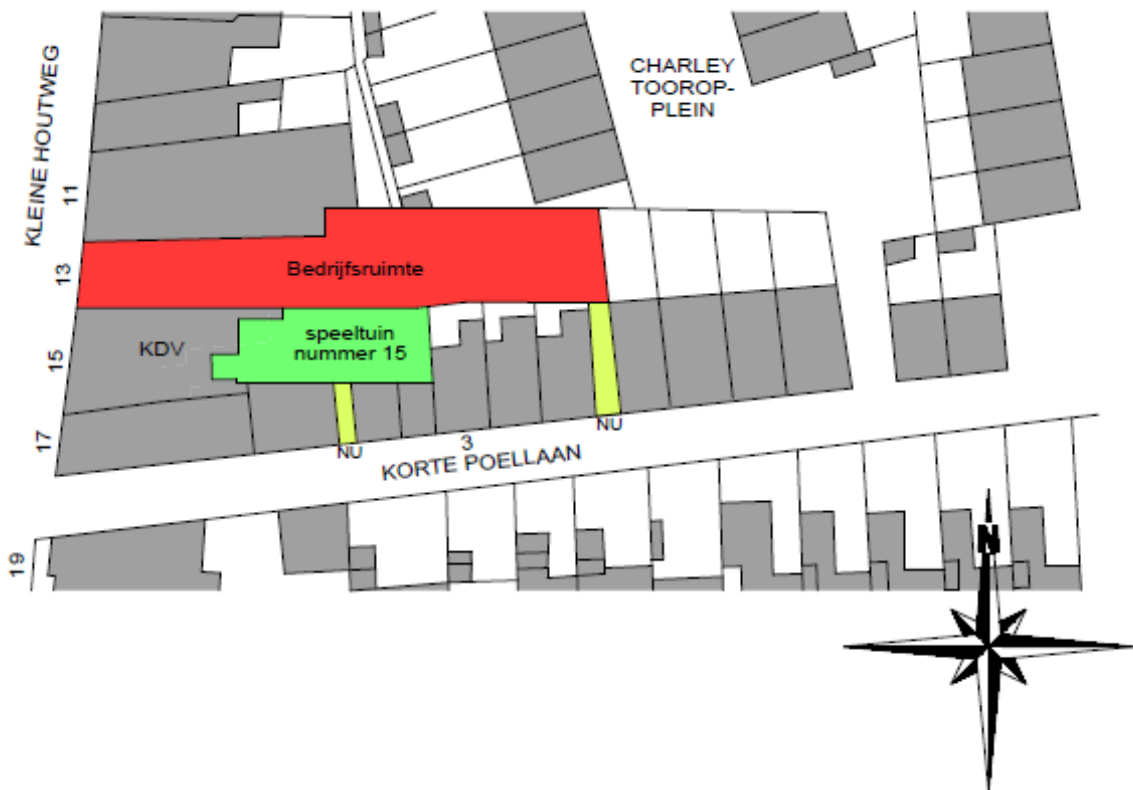 KLEINE HOUTWEG
CHARLEY
TOOROP-
PLEIN
11
13
Bedrijfsruimte
15
KDV
speeltuin
nummer 15
17
NU
3
NU
KORTE POELLAAN
19
N